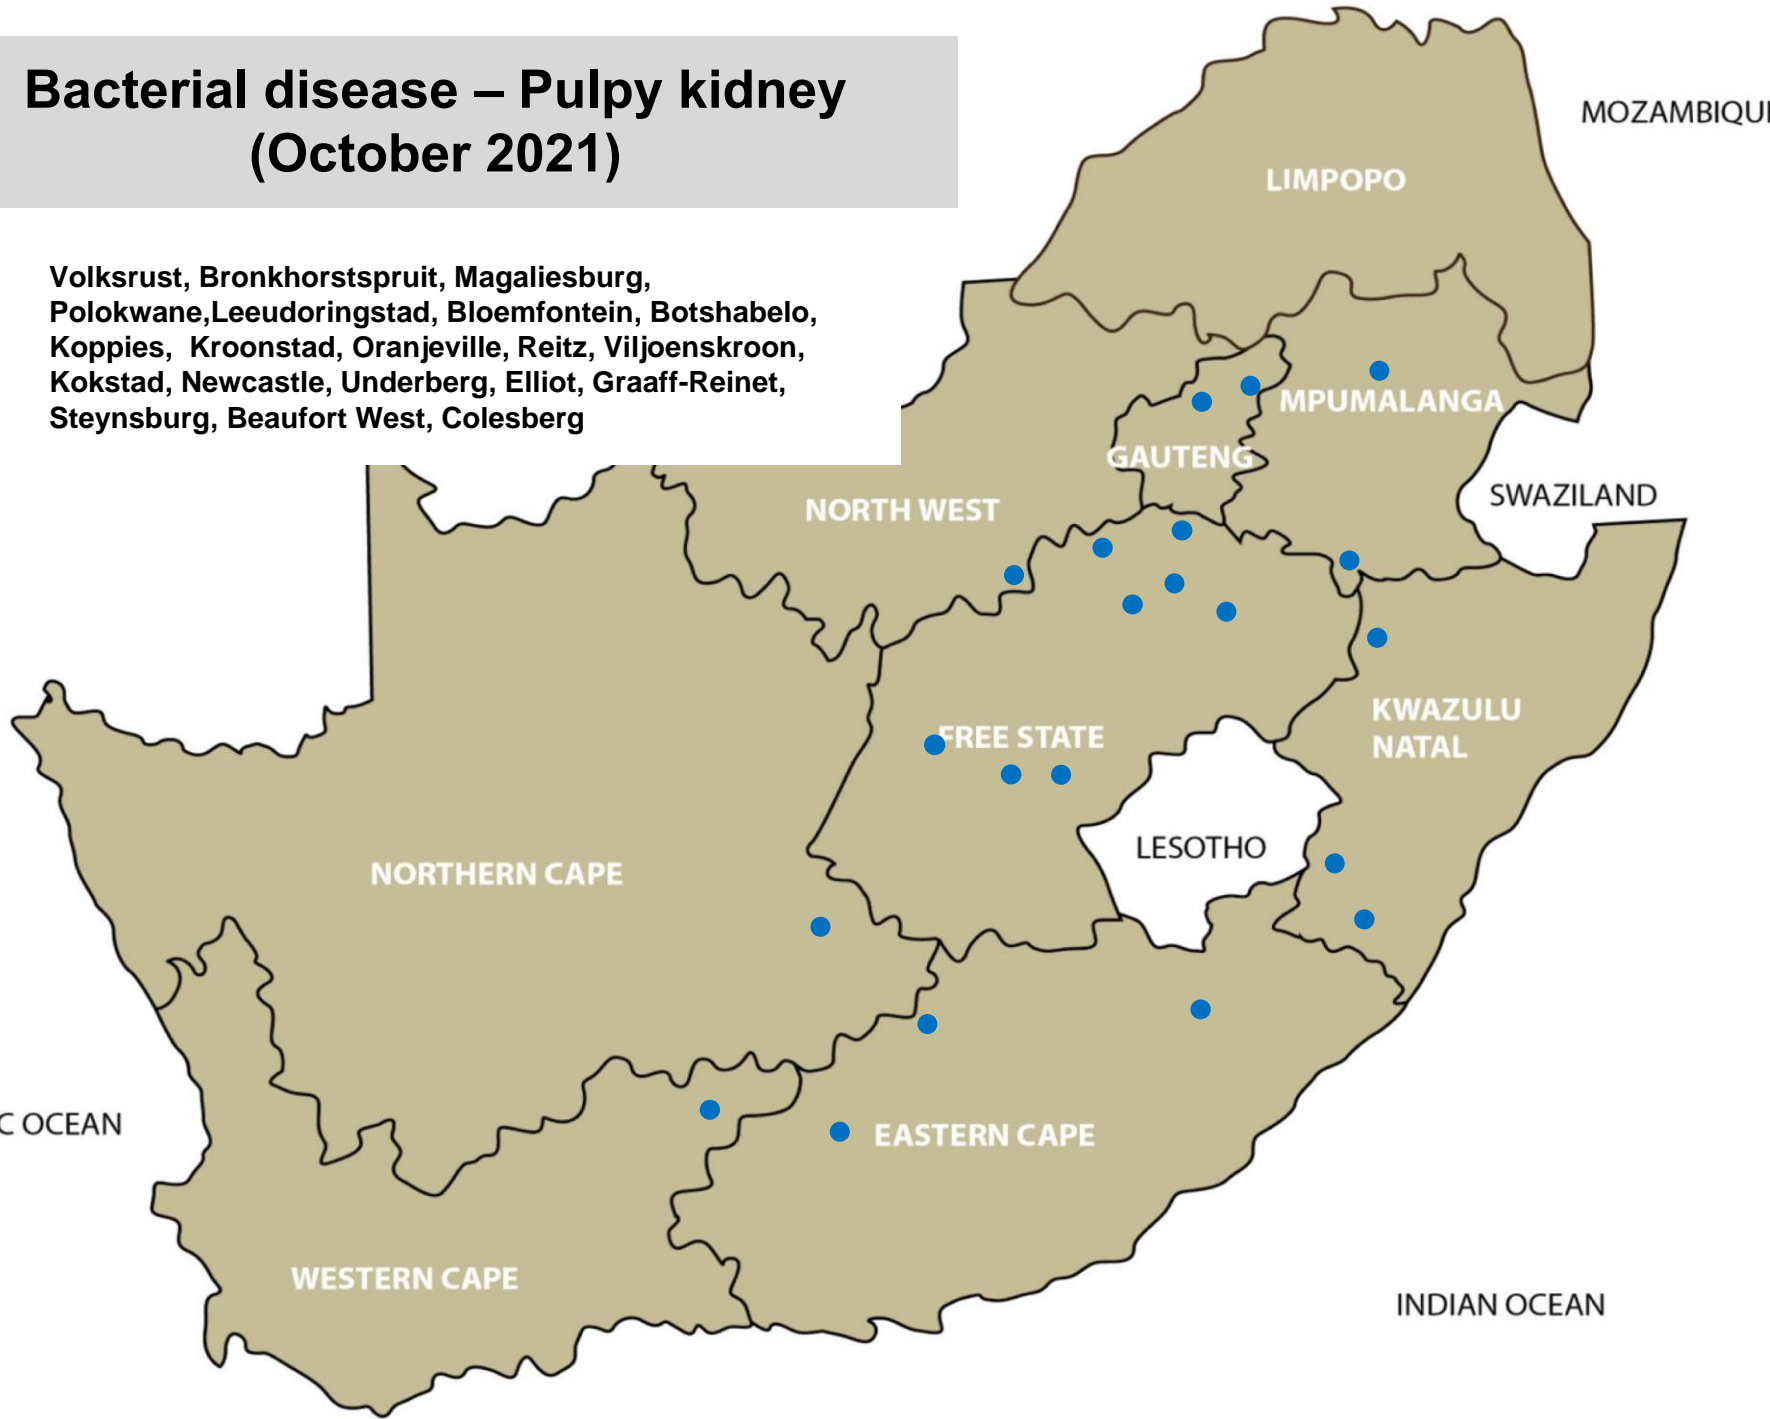 Bacterial disease – Pulpy kidney
(October 2021)
Volksrust, Bronkhorstspruit, Magaliesburg,
Polokwane,Leeudoringstad, Bloemfontein, Botshabelo,
Koppies, Kroonstad, Oranjeville, Reitz, Viljoenskroon,
Kokstad, Newcastle, Underberg, Elliot, Graaff-Reinet,
Steynsburg, Beaufort West, Colesberg
MOZAMBIQU
LIMPOPO
MPUMALANGA
GAUTENG
SWAZILAND
NORTH WEST
KWAZULU
NATAL
FREE STATE
LESOTHO
NORTHERN CAPE
C OCEAN
EASTERN CAPE
WESTERN CAPE
INDIAN OCEAN